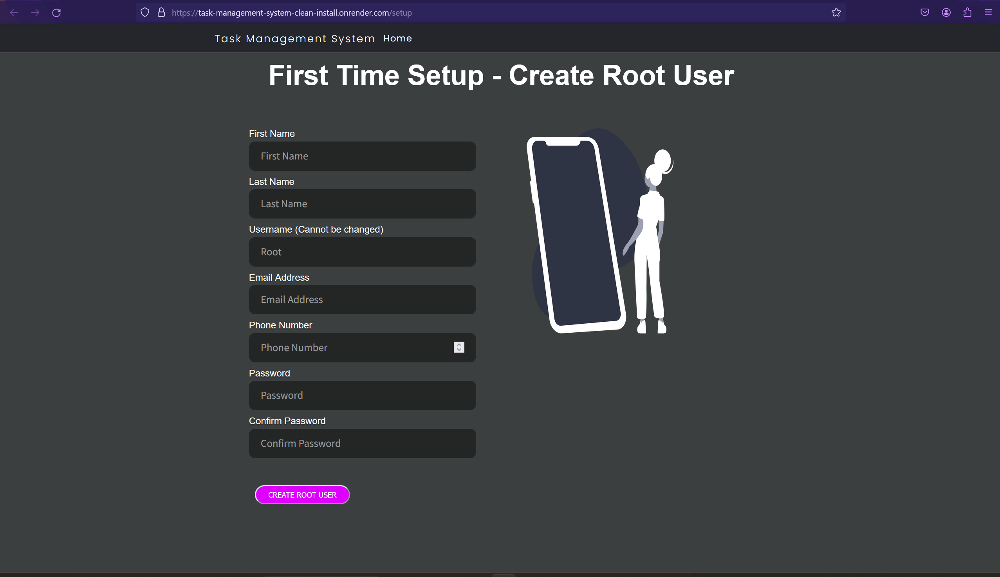 https://task-management-system-clean-install.onrender.com/setup
Task Management System Home
First Time Setup - Create Root User
First Name
First Name
Last Name
Last Name
Username (Cannot be changed)
Root
Email Address
Email Address
Phone Number
Phone Number
Password
Password
Confirm Password
Confirm Password
CREATE ROOT USER